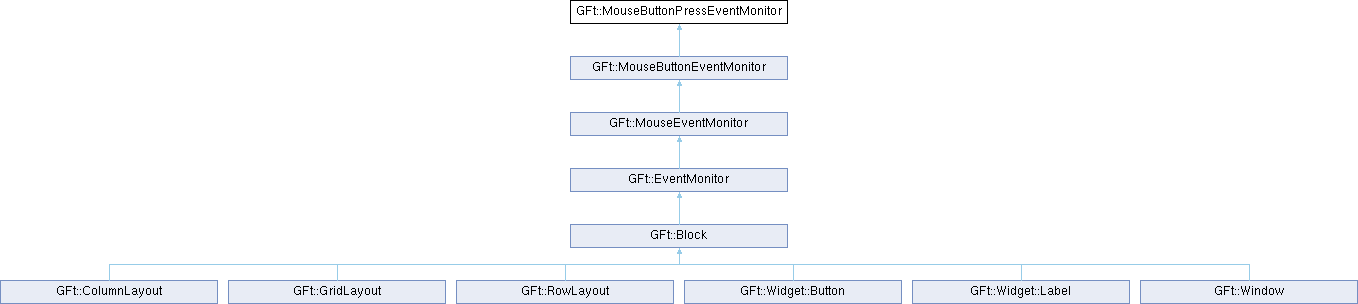 GFt::MouseButtonPressEventMonitor
GFt::MouseButtonEventMonitor
GFt::MouseEventMonitor
GFt::EventMonitor
GFt::Block
GFt::ColumnLayout
GFt::GridLayout
GFt::RowLayout
GFt::Widget::Button
GFt::Widget::Label
GFt::Window